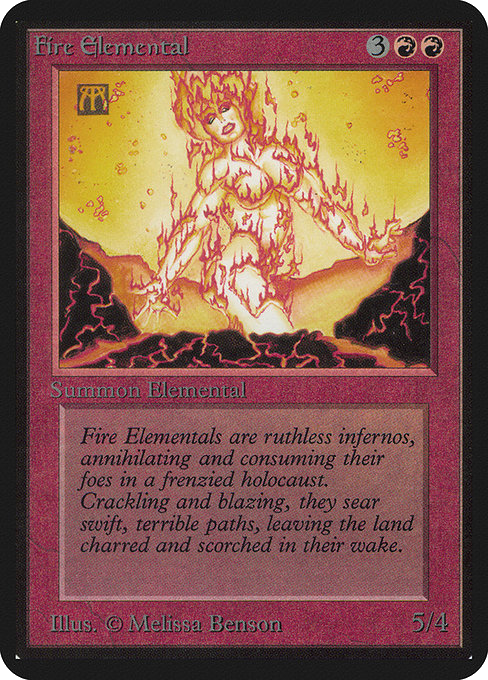 Fire Elemental 3
Summon Elemental
Fire Elementals are ruthless infernos,
annihilating and consuming their
foes in a frenzied holocaust.
Crackling and blazing, they sear
swift, terrible paths, leaving the land
charred and scorched in their wake.
Illus. © Melissa Benson 5/4